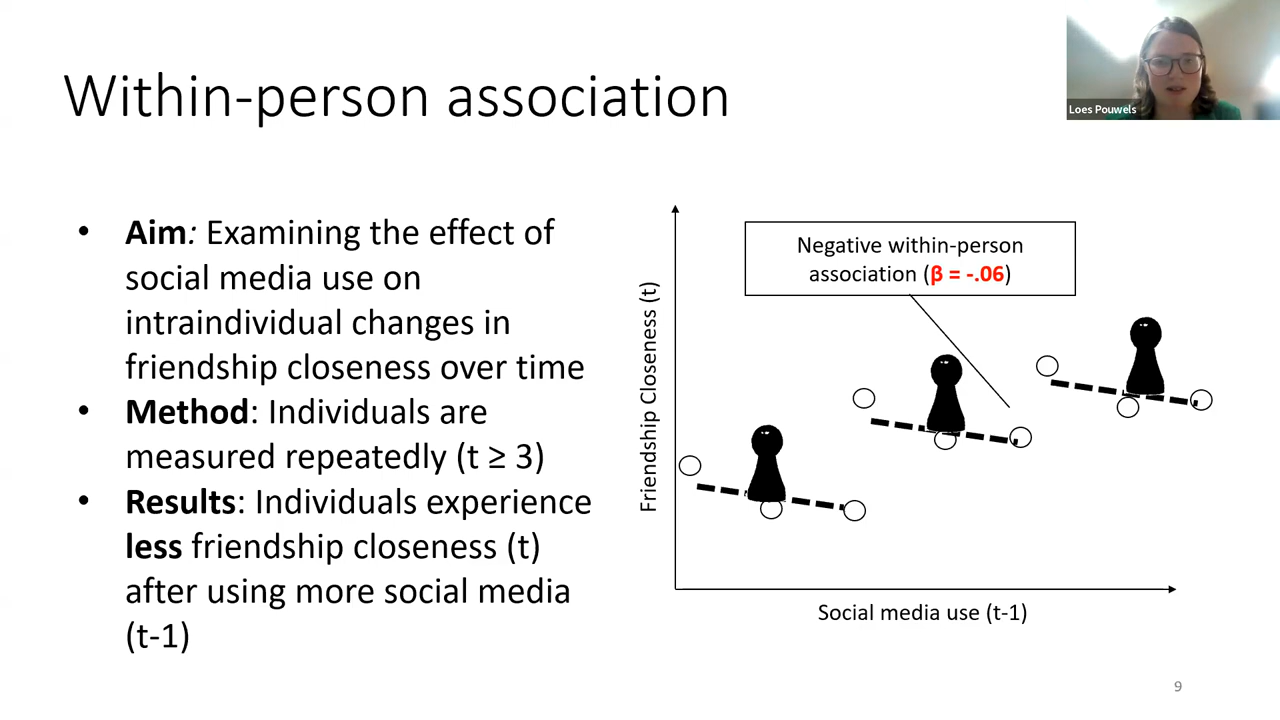 Within-person association
Loes Pouwels
• Aim: Examining the effect of
social media use on
intraindividual changes in
friendship closeness over time
• Method: Individuals are
measured repeatedly (t ≥ 3)
• Results: Individuals experience
less friendship closeness (t)
after using more social media
(t-1)
Negative within-person
association (β = -.06)
Friendship Closeness (t)
Social media use (t-1)
9